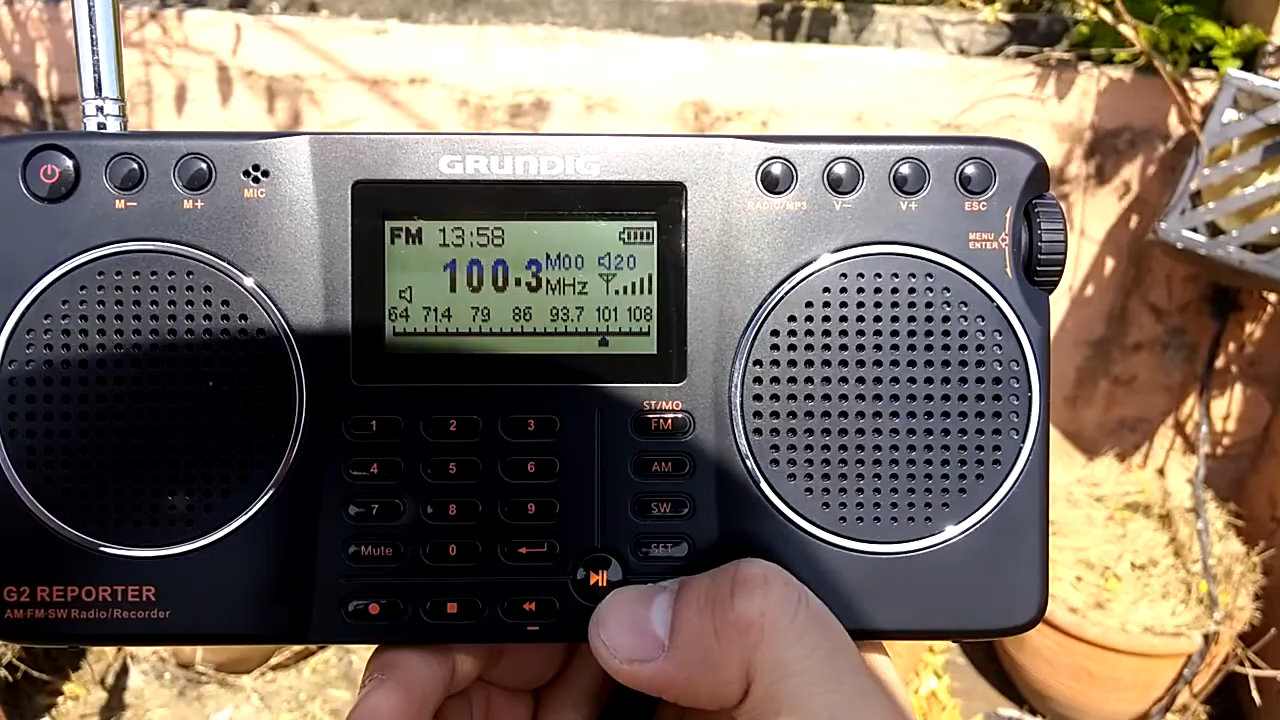 GRUNDIG
M− M+ MIC
RADIO/MP3 V− V+ ESC
MENU
ENTER
FM 13:58
100.3 M00 20
MHz
64 71.4 79 86 93.7 101 108
ST/MO
1 2 3 FM
4 5 6 AM
7 8 9 SW
Mute 0 SET
G2 REPORTER
AM-FM-SW Radio/Recorder